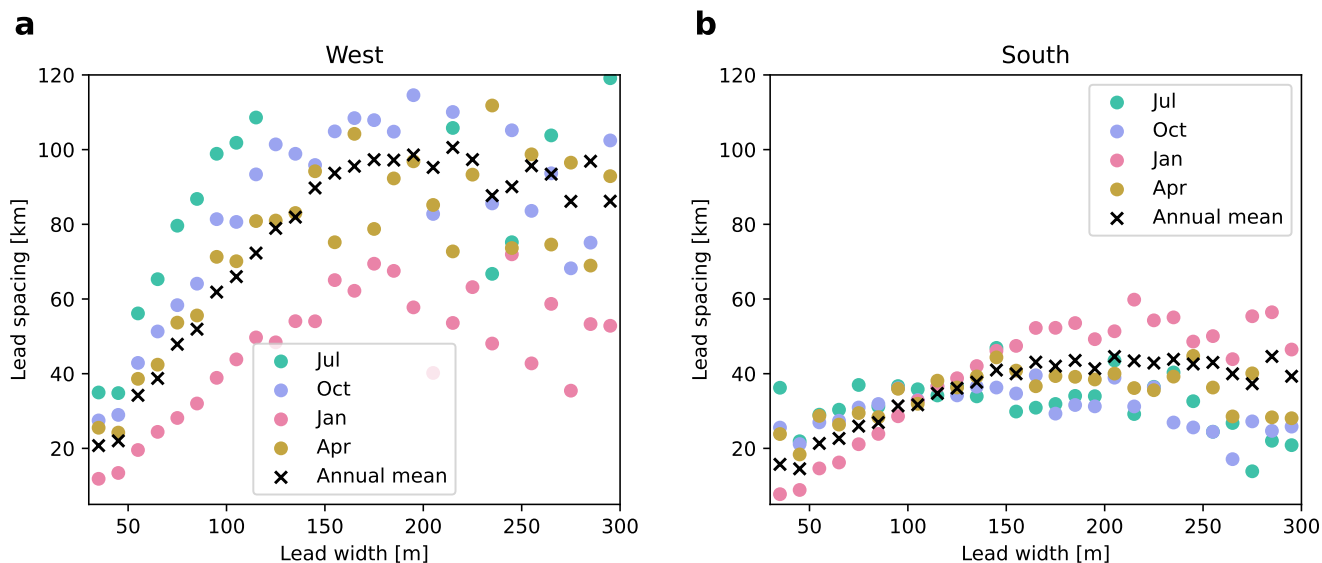 a
West
120
100
80
60
40
20
Lead spacing [km]
Jul
Oct
Jan
Apr
Annual mean
50 100 150 200 250 300
Lead width [m]
b
South
120
100
80
60
40
20
Lead spacing [km]
Jul
Oct
Jan
Apr
Annual mean
50 100 150 200 250 300
Lead width [m]